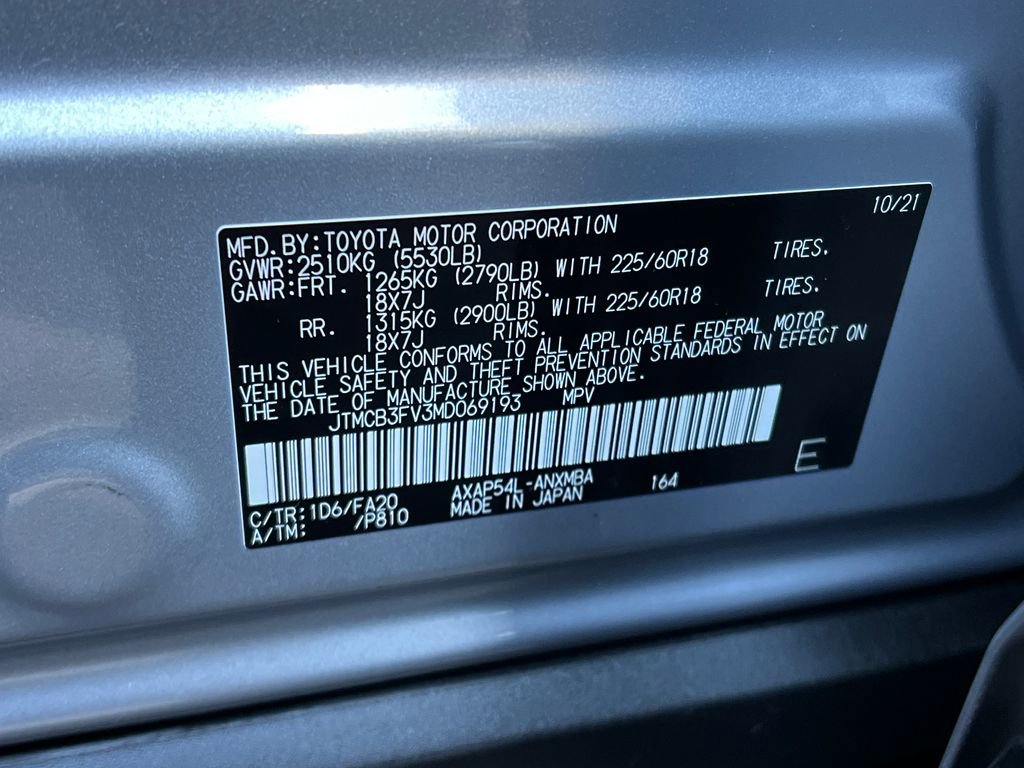 10/21
MFD.BY:TOYOTA MOTOR CORPORATION
GVWR:2510KG (5530LB)
GAWR:FRT. 1265KG (2790LB) WITH 225/60R18 TIRES.
18X7J RIMS.
RR. 1315KG (2900LB) WITH 225/60R18 TIRES.
18X7J RIMS.
THIS VEHICLE CONFORMS TO ALL APPLICABLE FEDERAL MOTOR
VEHICLE SAFETY AND THEFT PREVENTION STANDARDS IN EFFECT ON
THE DATE OF MANUFACTURE SHOWN ABOVE.
JTMCB3FV3MD069193 MPV
C/TR:1D6/FA20 AXAP54L-ANXMBA 164 E
A/TM: /P810 MADE IN JAPAN